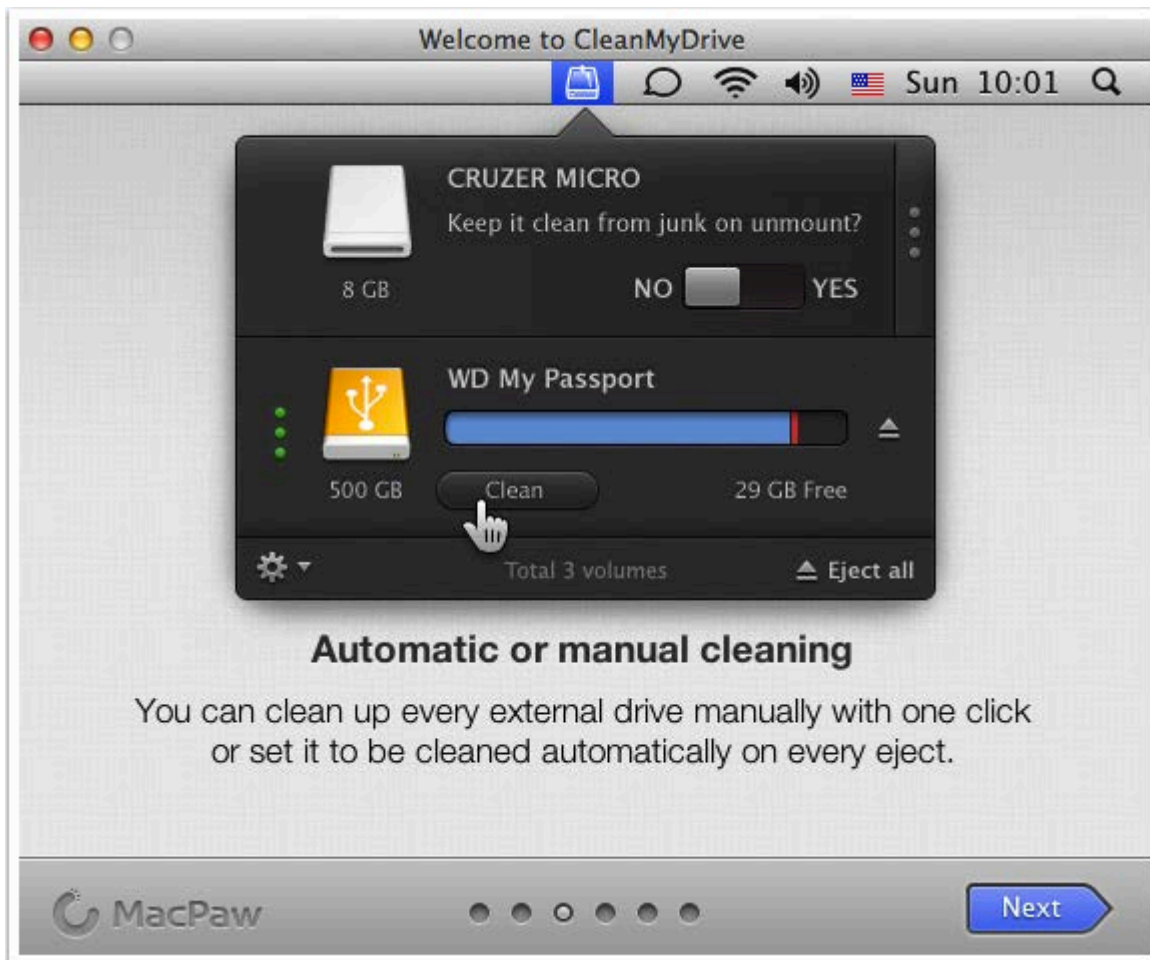 Welcome to CleanMyDrive
Sun 10:01
CRUZER MICRO
Keep it clean from junk on unmount?
8 GB
NO YES
WD My Passport
500 GB Clean 29 GB Free
Total 3 volumes Eject all
Automatic or manual cleaning
You can clean up every external drive manually with one click
or set it to be cleaned automatically on every eject.
MacPaw Next